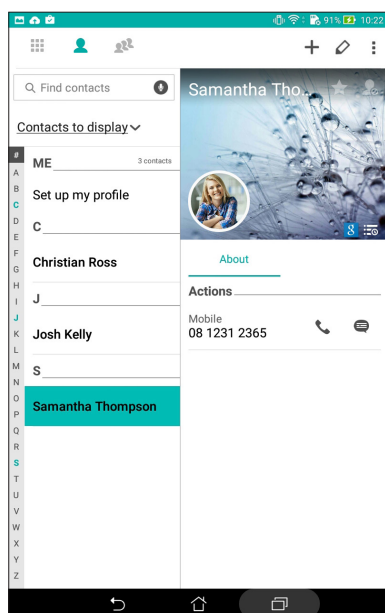 91% 10:22
Find contacts
Contacts to display
Samantha Tho...
#
A
B
C
D
E
F
G
H
I
J
K
L
M
N
O
P
Q
R
S
T
U
V
W
X
Y
Z
ME 3 contacts
Set up my profile
C
Christian Ross
J
Josh Kelly
S
Samantha Thompson
8
About
Actions
Mobile
08 1231 2365